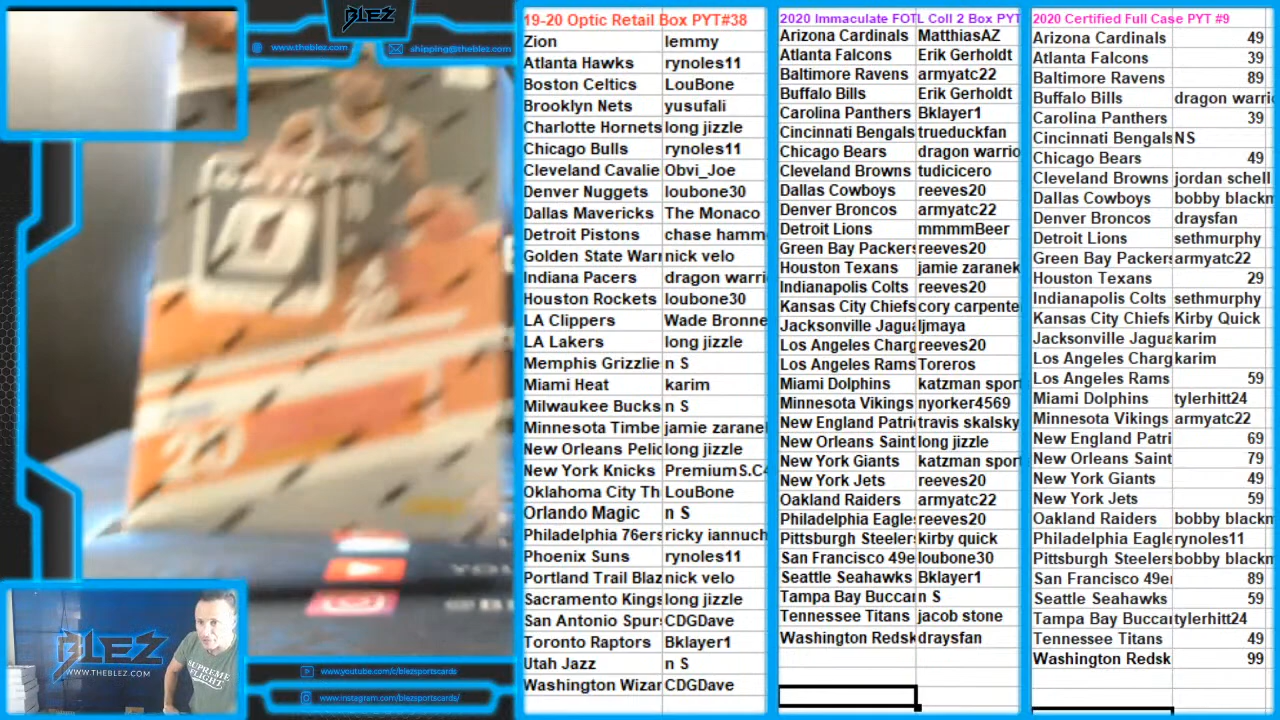 BLEZ
www.theblez.com
shipping@theblez.com
20
BLEZ
WWW.THEBLEZ.COM
SUPREME
FLIGHT
www.youtube.com/c/blezsportscards
www.instagram.com/blezsportscards/
19-20 Optic Retail Box PYT#38
Zion lemmy
Atlanta Hawks rynoles11
Boston Celtics LouBone
Brooklyn Nets yusufali
Charlotte Hornets long jizzle
Chicago Bulls rynoles11
Cleveland Cavalie Obvi_Joe
Denver Nuggets loubone30
Dallas Mavericks The Monaco
Detroit Pistons chase hamm
Golden State Warr nick velo
Indiana Pacers dragon warri
Houston Rockets loubone30
LA Clippers Wade Bronne
LA Lakers long jizzle
Memphis Grizzlie n S
Miami Heat karim
Milwaukee Bucks n S
Minnesota Timbe jamie zaranel
New Orleans Pelic long jizzle
New York Knicks PremiumS.C4
Oklahoma City Th LouBone
Orlando Magic n S
Philadelphia 76ers ricky iannuch
Phoenix Suns rynoles11
Portland Trail Blaz nick velo
Sacramento Kings long jizzle
San Antonio Spurs CDGDave
Toronto Raptors Bklayer1
Utah Jazz n S
Washington Wizar CDGDave
2020 Immaculate FOTL Coll 2 Box PYT
Arizona Cardinals MatthiasAZ
Atlanta Falcons Erik Gerholdt
Baltimore Ravens armyatc22
Buffalo Bills Erik Gerholdt
Carolina Panthers Bklayer1
Cincinnati Bengals trueduckfan
Chicago Bears dragon warrio
Cleveland Browns tudicicero
Dallas Cowboys reeves20
Denver Broncos armyatc22
Detroit Lions mmmmBeer
Green Bay Packers reeves20
Houston Texans jamie zaranek
Indianapolis Colts reeves20
Kansas City Chiefs cory carpente
Jacksonville Jagua ljmaya
Los Angeles Charg reeves20
Los Angeles Rams Toreros
Miami Dolphins katzman sport
Minnesota Vikings nyorker4569
New England Patri travis skalsky
New Orleans Saint long jizzle
New York Giants katzman sport
New York Jets reeves20
Oakland Raiders armyatc22
Philadelphia Eagle reeves20
Pittsburgh Steelers kirby quick
San Francisco 49e loubone30
Seattle Seahawks Bklayer1
Tampa Bay Buccan n S
Tennessee Titans jacob stone
Washington Redsk draysfan
2020 Certified Full Case PYT #9
Arizona Cardinals 49
Atlanta Falcons 39
Baltimore Ravens 89
Buffalo Bills dragon warrio
Carolina Panthers 39
Cincinnati Bengals NS
Chicago Bears 49
Cleveland Browns jordan schell
Dallas Cowboys bobby blackn
Denver Broncos draysfan
Detroit Lions sethmurphy
Green Bay Packers armyatc22
Houston Texans 29
Indianapolis Colts sethmurphy
Kansas City Chiefs Kirby Quick
Jacksonville Jagua karim
Los Angeles Charg karim
Los Angeles Rams 59
Miami Dolphins tylerhitt24
Minnesota Vikings armyatc22
New England Patri 69
New Orleans Saint 79
New York Giants 49
New York Jets 59
Oakland Raiders bobby blackn
Philadelphia Eagle rynoles11
Pittsburgh Steelers bobby blackn
San Francisco 49e 89
Seattle Seahawks 59
Tampa Bay Buccan tylerhitt24
Tennessee Titans 49
Washington Redsk 99